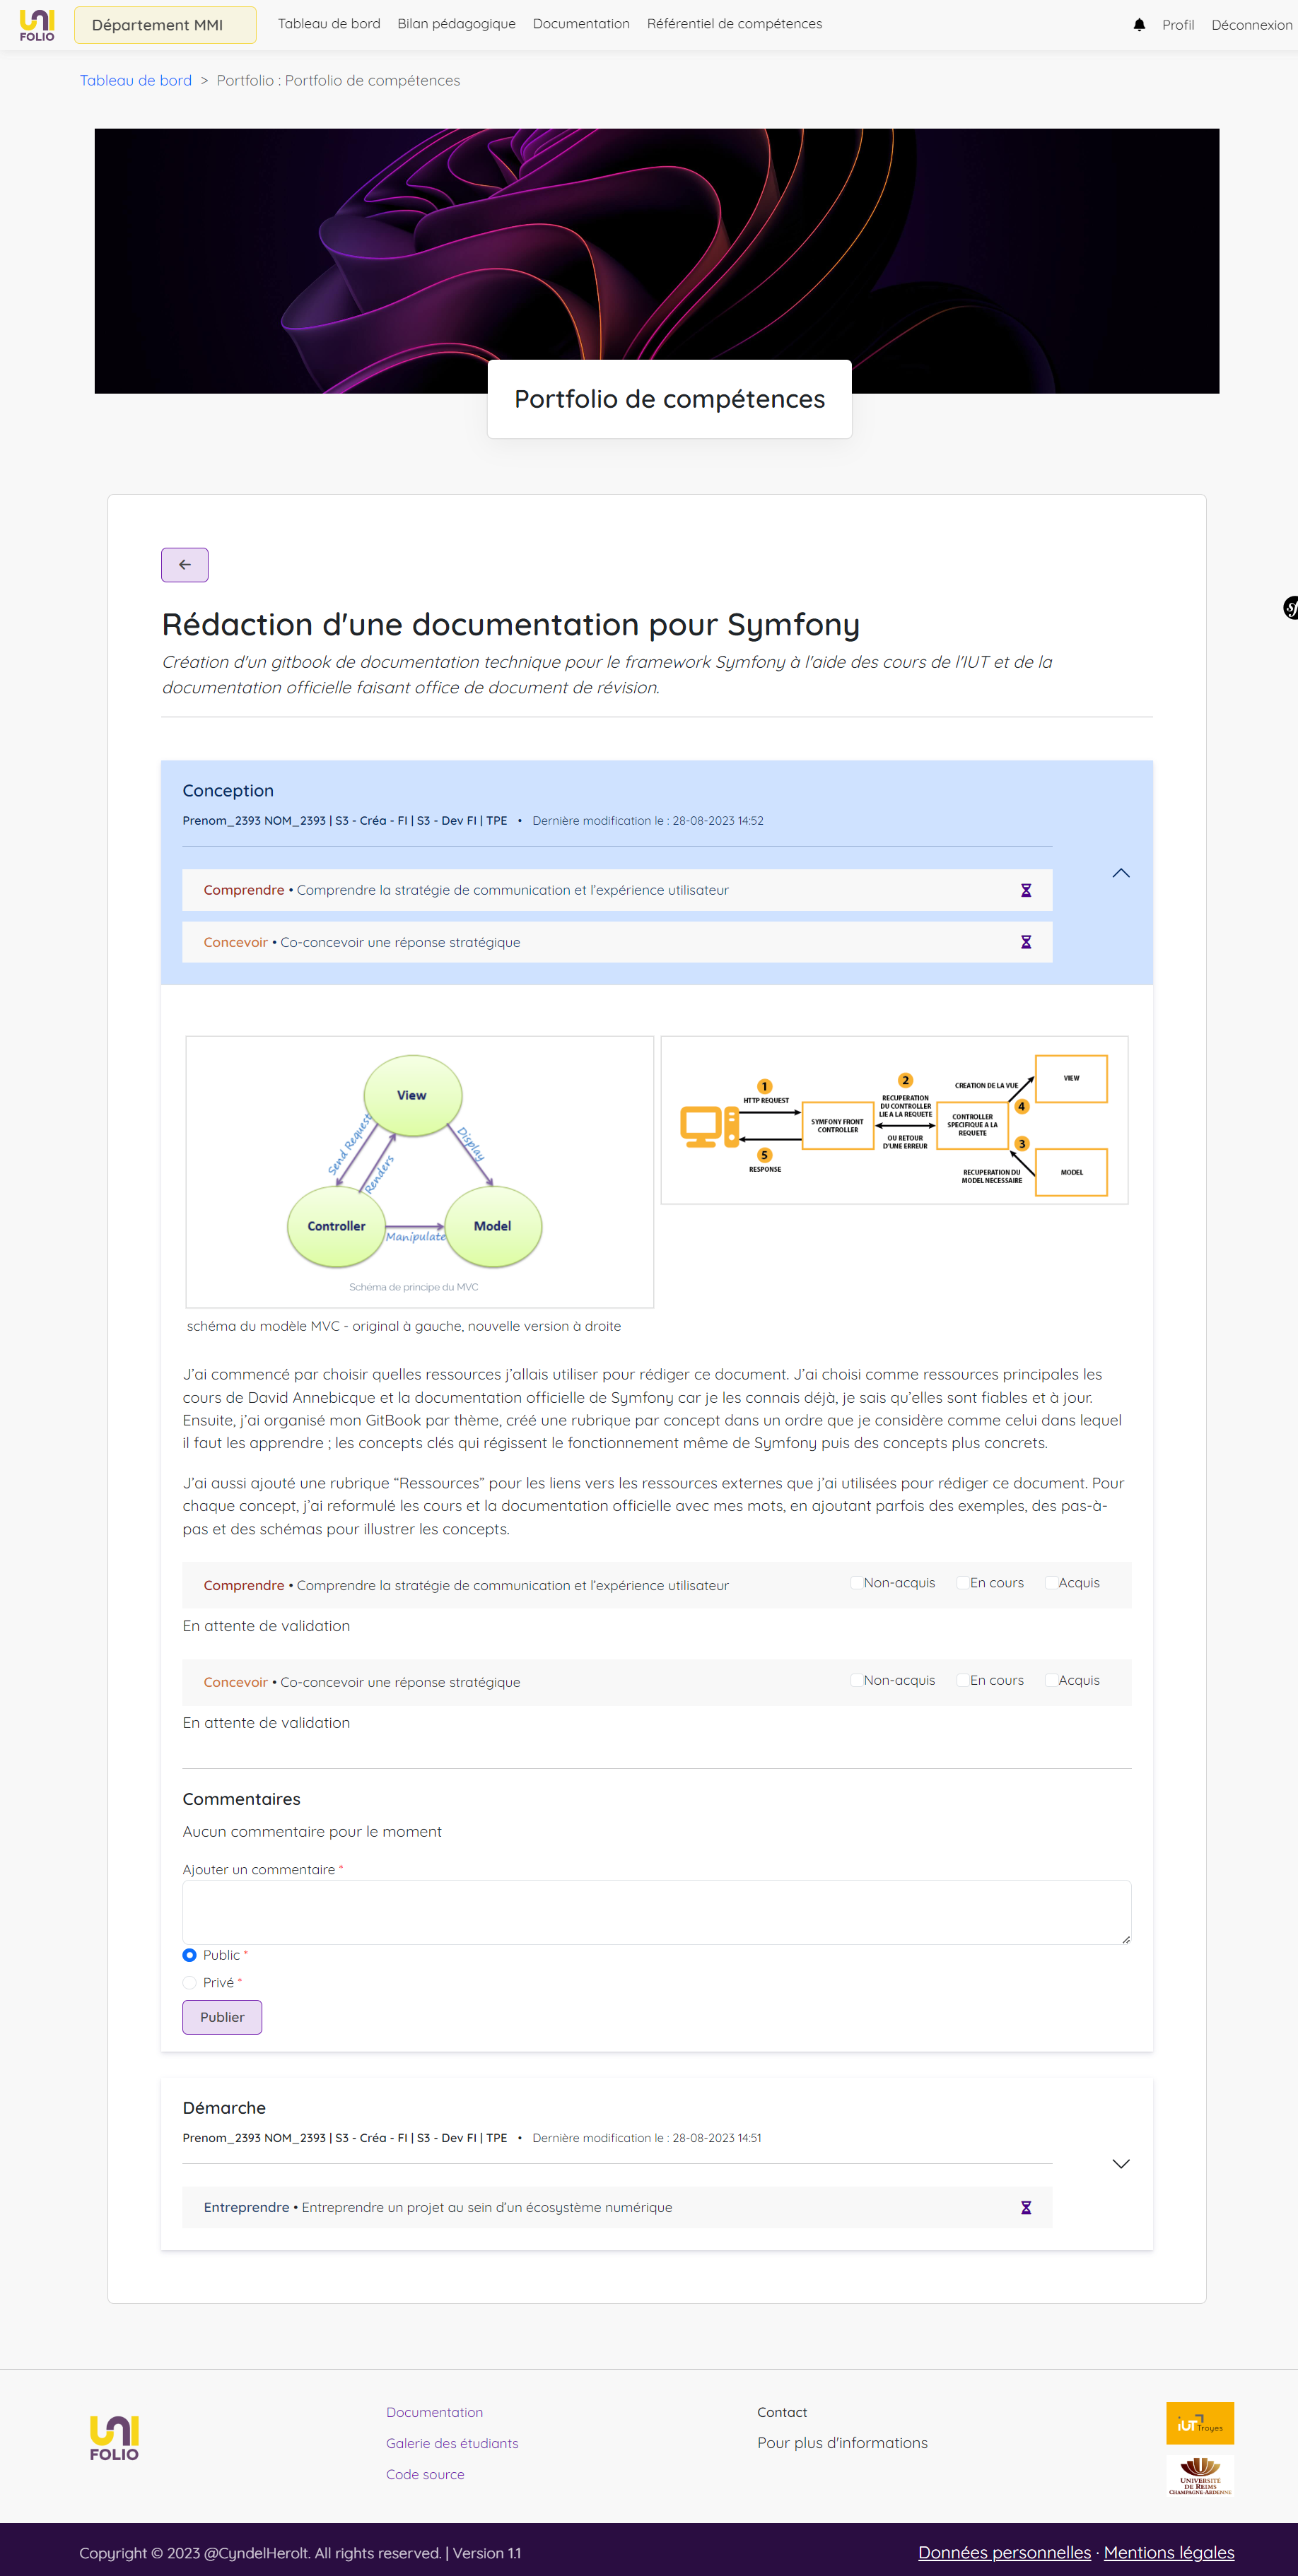 UNI
FOLIO
Département MMI
Tableau de bord
Bilan pédagogique
Documentation
Référentiel de compétences
Profil
Déconnexion
Tableau de bord > Portfolio : Portfolio de compétences
Portfolio de compétences
sf
Rédaction d'une documentation pour Symfony
Création d'un gitbook de documentation technique pour le framework Symfony à l'aide des cours de l'IUT et de la
documentation officielle faisant office de document de révision.
Conception
Prenom_2393 NOM_2393 | S3 - Créa - FI | S3 - Dev FI | TPE • Dernière modification le : 28-08-2023 14:52
Comprendre • Comprendre la stratégie de communication et l'expérience utilisateur
Concevoir • Co-concevoir une réponse stratégique
View
Send Request
Renders
Display
Controller
Manipulate
Model
Schéma de principe du MVC
1
HTTP REQUEST
5
RESPONSE
SYMFONY FRONT
CONTROLLER
2
RECUPERATION
DU CONTROLLER
LIE A LA REQUETE
OU RETOUR
D'UNE ERREUR
CONTROLLER
SPECIFIQUE A LA
REQUETE
CREATION DE LA VUE
4
VIEW
3
RECUPERATION DU
MODEL NECESSAIRE
MODEL
schéma du modèle MVC - original à gauche, nouvelle version à droite
J'ai commencé par choisir quelles ressources j'allais utiliser pour rédiger ce document. J'ai choisi comme ressources principales les
cours de David Annebicque et la documentation officielle de Symfony car je les connais déjà, je sais qu'elles sont fiables et à jour.
Ensuite, j'ai organisé mon GitBook par thème, créé une rubrique par concept dans un ordre que je considère comme celui dans lequel
il faut les apprendre ; les concepts clés qui régissent le fonctionnement même de Symfony puis des concepts plus concrets.
J'ai aussi ajouté une rubrique “Ressources” pour les liens vers les ressources externes que j'ai utilisées pour rédiger ce document. Pour
chaque concept, j'ai reformulé les cours et la documentation officielle avec mes mots, en ajoutant parfois des exemples, des pas-à-
pas et des schémas pour illustrer les concepts.
Comprendre • Comprendre la stratégie de communication et l'expérience utilisateur
Non-acquis
En cours
Acquis
En attente de validation
Concevoir • Co-concevoir une réponse stratégique
Non-acquis
En cours
Acquis
En attente de validation
Commentaires
Aucun commentaire pour le moment
Ajouter un commentaire *
Public *
Privé *
Publier
Démarche
Prenom_2393 NOM_2393 | S3 - Créa - FI | S3 - Dev FI | TPE • Dernière modification le : 28-08-2023 14:51
Entreprendre • Entreprendre un projet au sein d'un écosystème numérique
UNI
FOLIO
Documentation
Galerie des étudiants
Code source
Contact
Pour plus d'informations
iUT Troyes
UNIVERSITÉ
DE REIMS
CHAMPAGNE-ARDENNE
Copyright © 2023 @CyndelHerolt. All rights reserved. | Version 1.1
Données personnelles · Mentions légales